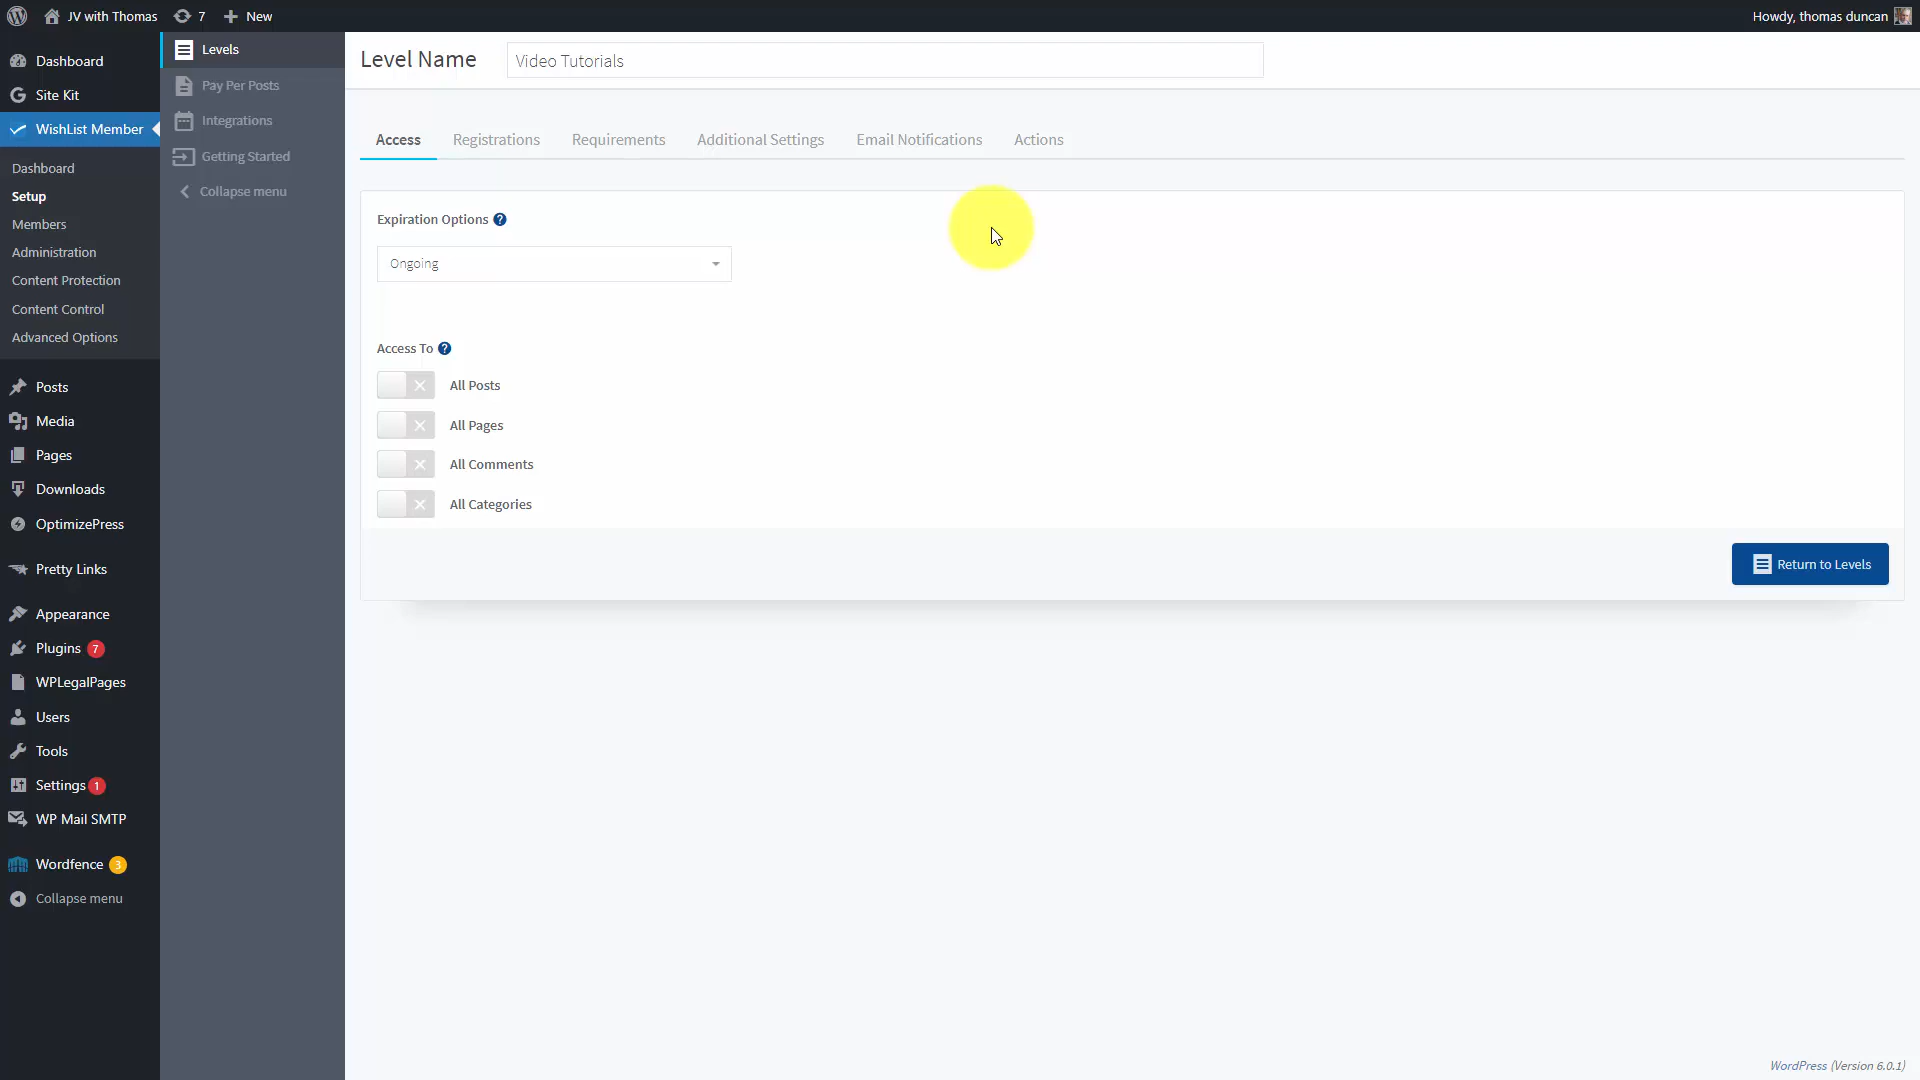 JV with Thomas
7
New
Howdy, thomas duncan
Dashboard
Site Kit
WishList Member
Dashboard
Setup
Members
Administration
Content Protection
Content Control
Advanced Options
Posts
Media
Pages
Downloads
OptimizePress
Pretty Links
Appearance
Plugins 7
WPLegalPages
Users
Tools
Settings 1
WP Mail SMTP
Wordfence 3
Collapse menu
Levels
Pay Per Posts
Integrations
Getting Started
Collapse menu
Level Name
Video Tutorials
Access
Registrations
Requirements
Additional Settings
Email Notifications
Actions
Expiration Options ?
Ongoing
Access To ?
All Posts
All Pages
All Comments
All Categories
Return to Levels
WordPress (Version 6.0.1)